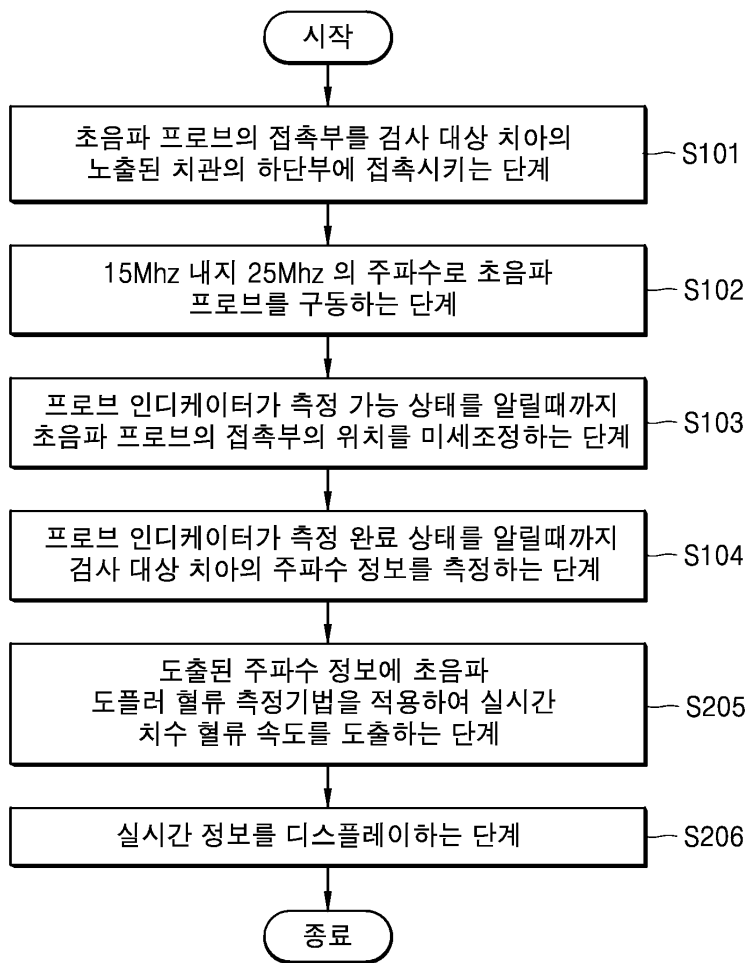 시작
초음파 프로브의 접촉부를 검사 대상 치아의
노출된 치관의 하단부에 접촉시키는 단계
S101
15Mhz 내지 25Mhz 의 주파수로 초음파
프로브를 구동하는 단계
S102
프로브 인디케이터가 측정 가능 상태를 알릴때까지
초음파 프로브의 접촉부의 위치를 미세조정하는 단계
S103
프로브 인디케이터가 측정 완료 상태를 알릴때까지
검사 대상 치아의 주파수 정보를 측정하는 단계
S104
도출된 주파수 정보에 초음파
도플러 혈류 측정기법을 적용하여 실시간
치수 혈류 속도를 도출하는 단계
S205
실시간 정보를 디스플레이하는 단계
S206
종료